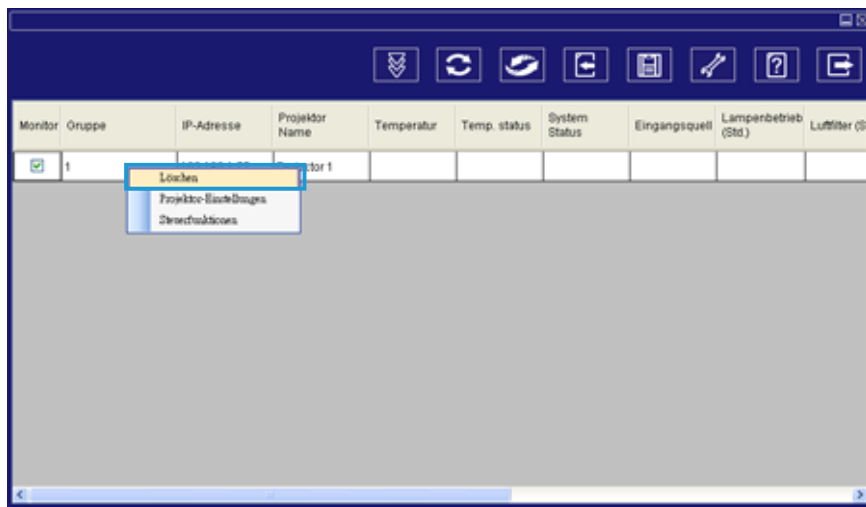 Monitor Gruppe IP-Adresse Projektor Name Temperatur Temp. status System Status Eingangsquell Lampenbetrieb (Std.) Luftfilter (S
1 1
Löschen
Projektor-Einstellungen
Steuerfunktionen